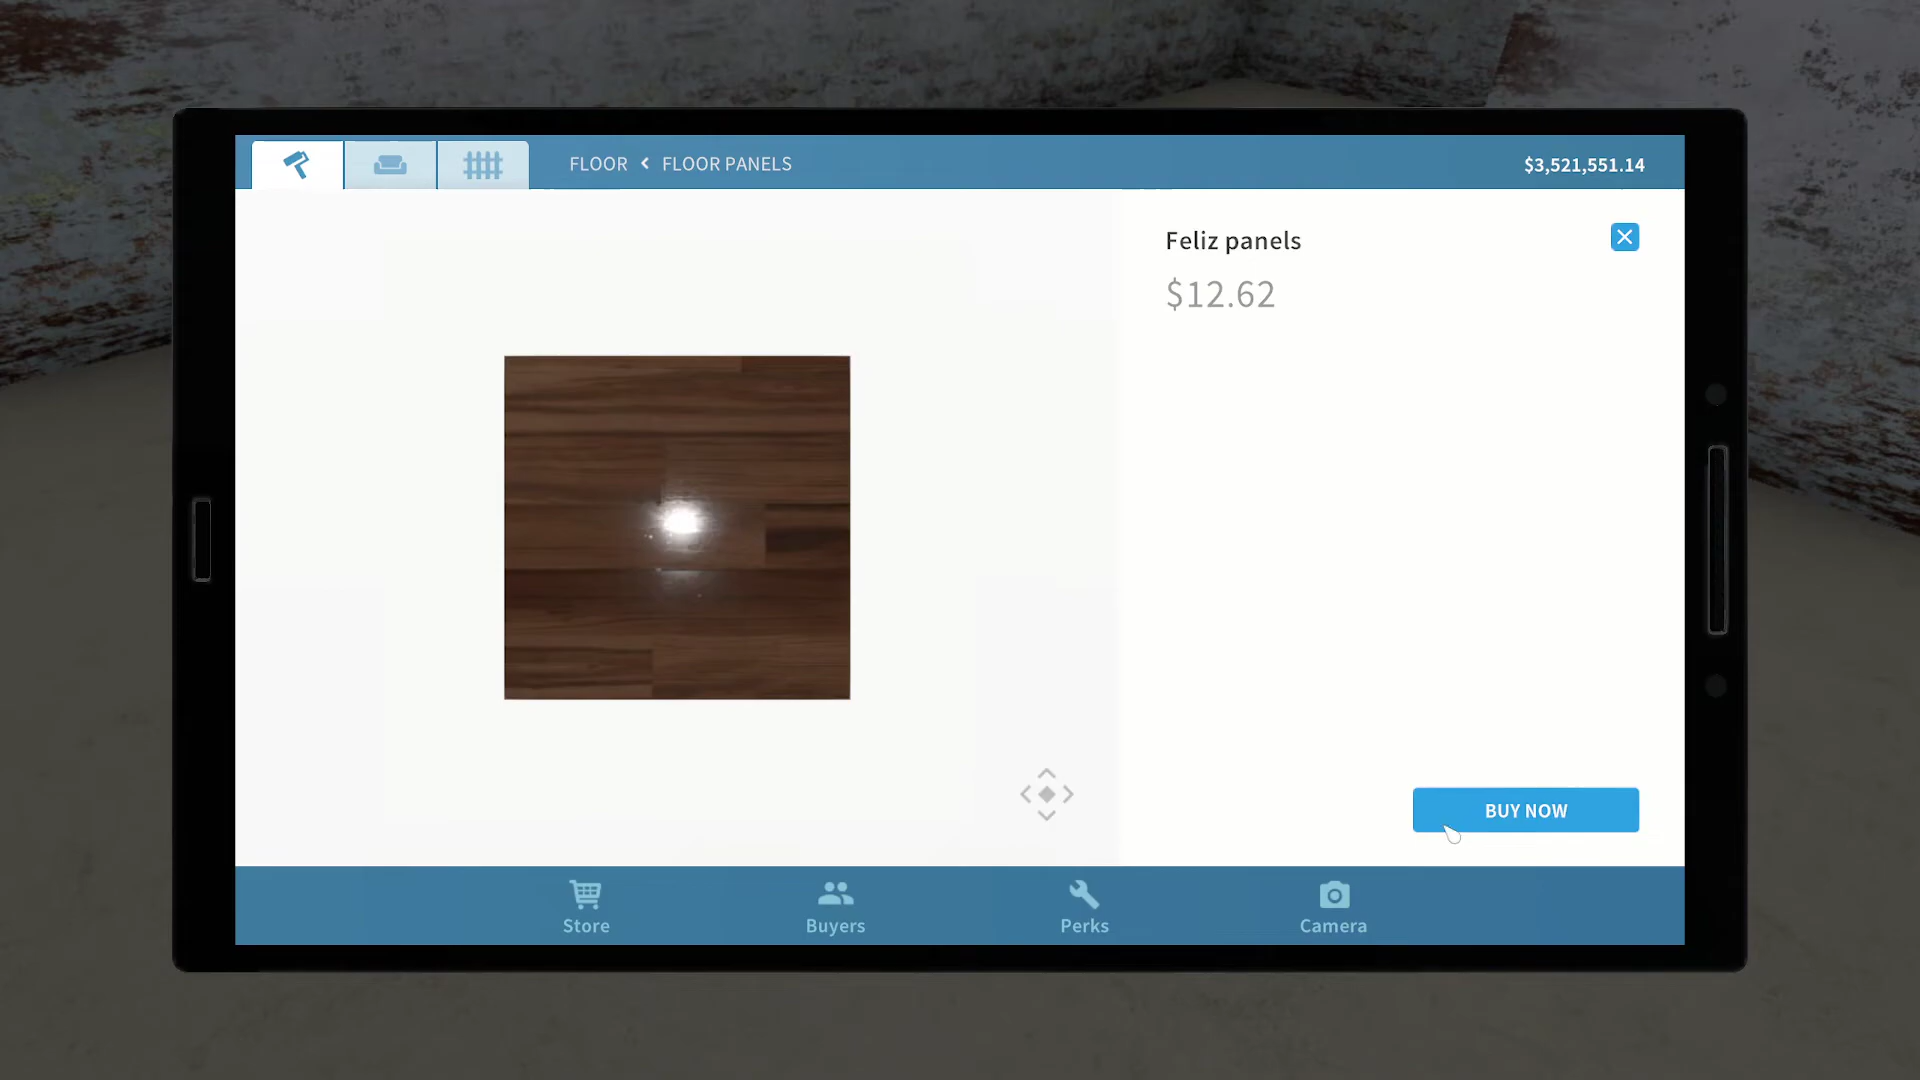 FLOOR < FLOOR PANELS
$3,521,551.14
Feliz panels
$12.62
BUY NOW
Store
Buyers
Perks
Camera